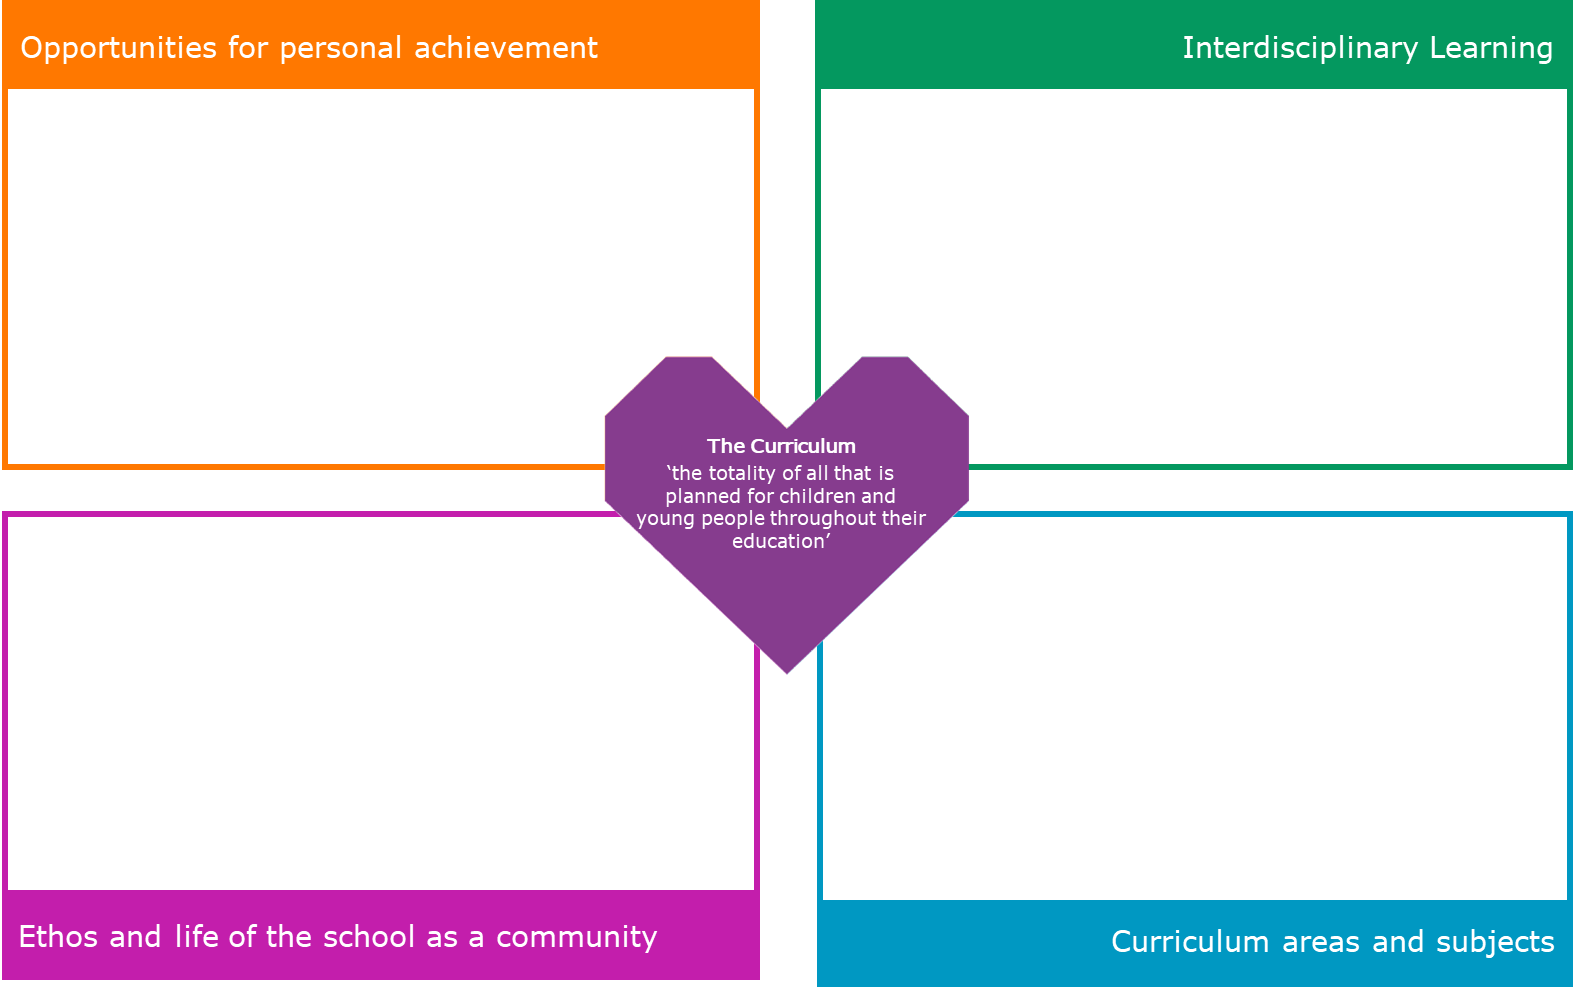 Opportunities for personal achievement
Interdisciplinary Learning
The Curriculum
‘the totality of all that is
planned for children and
young people throughout their
education’
Ethos and life of the school as a community
Curriculum areas and subjects